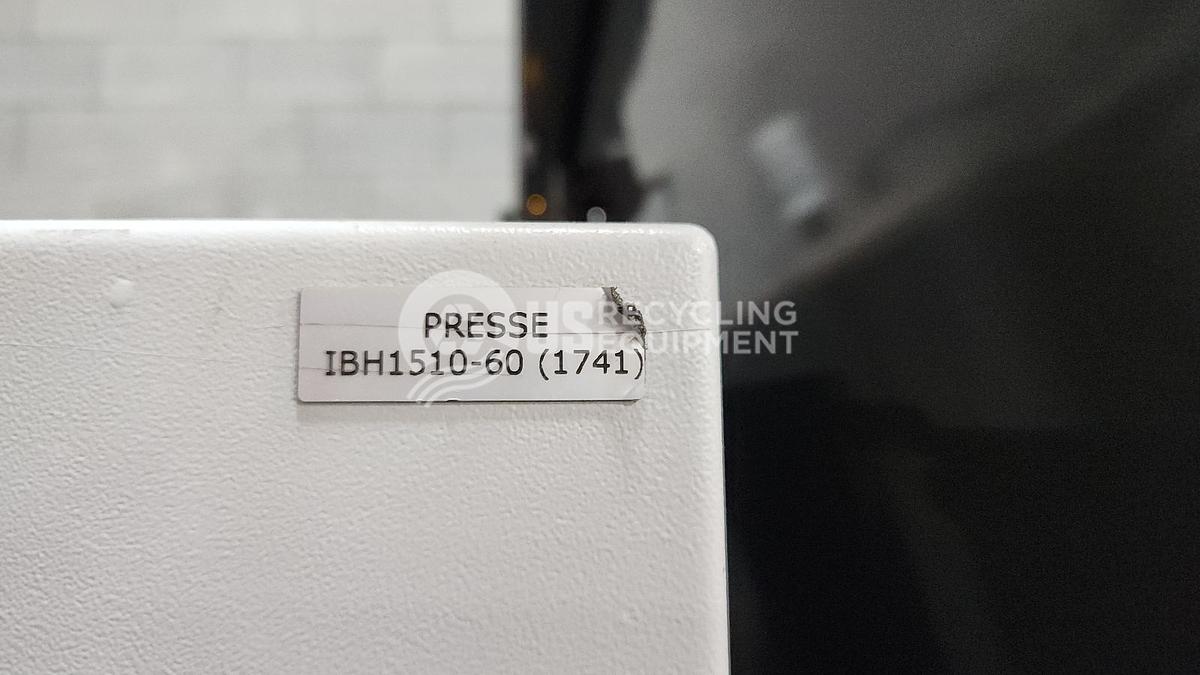 PRESSE
IBH1510-60 (1741)
US RECYCLING
EQUIPMENT